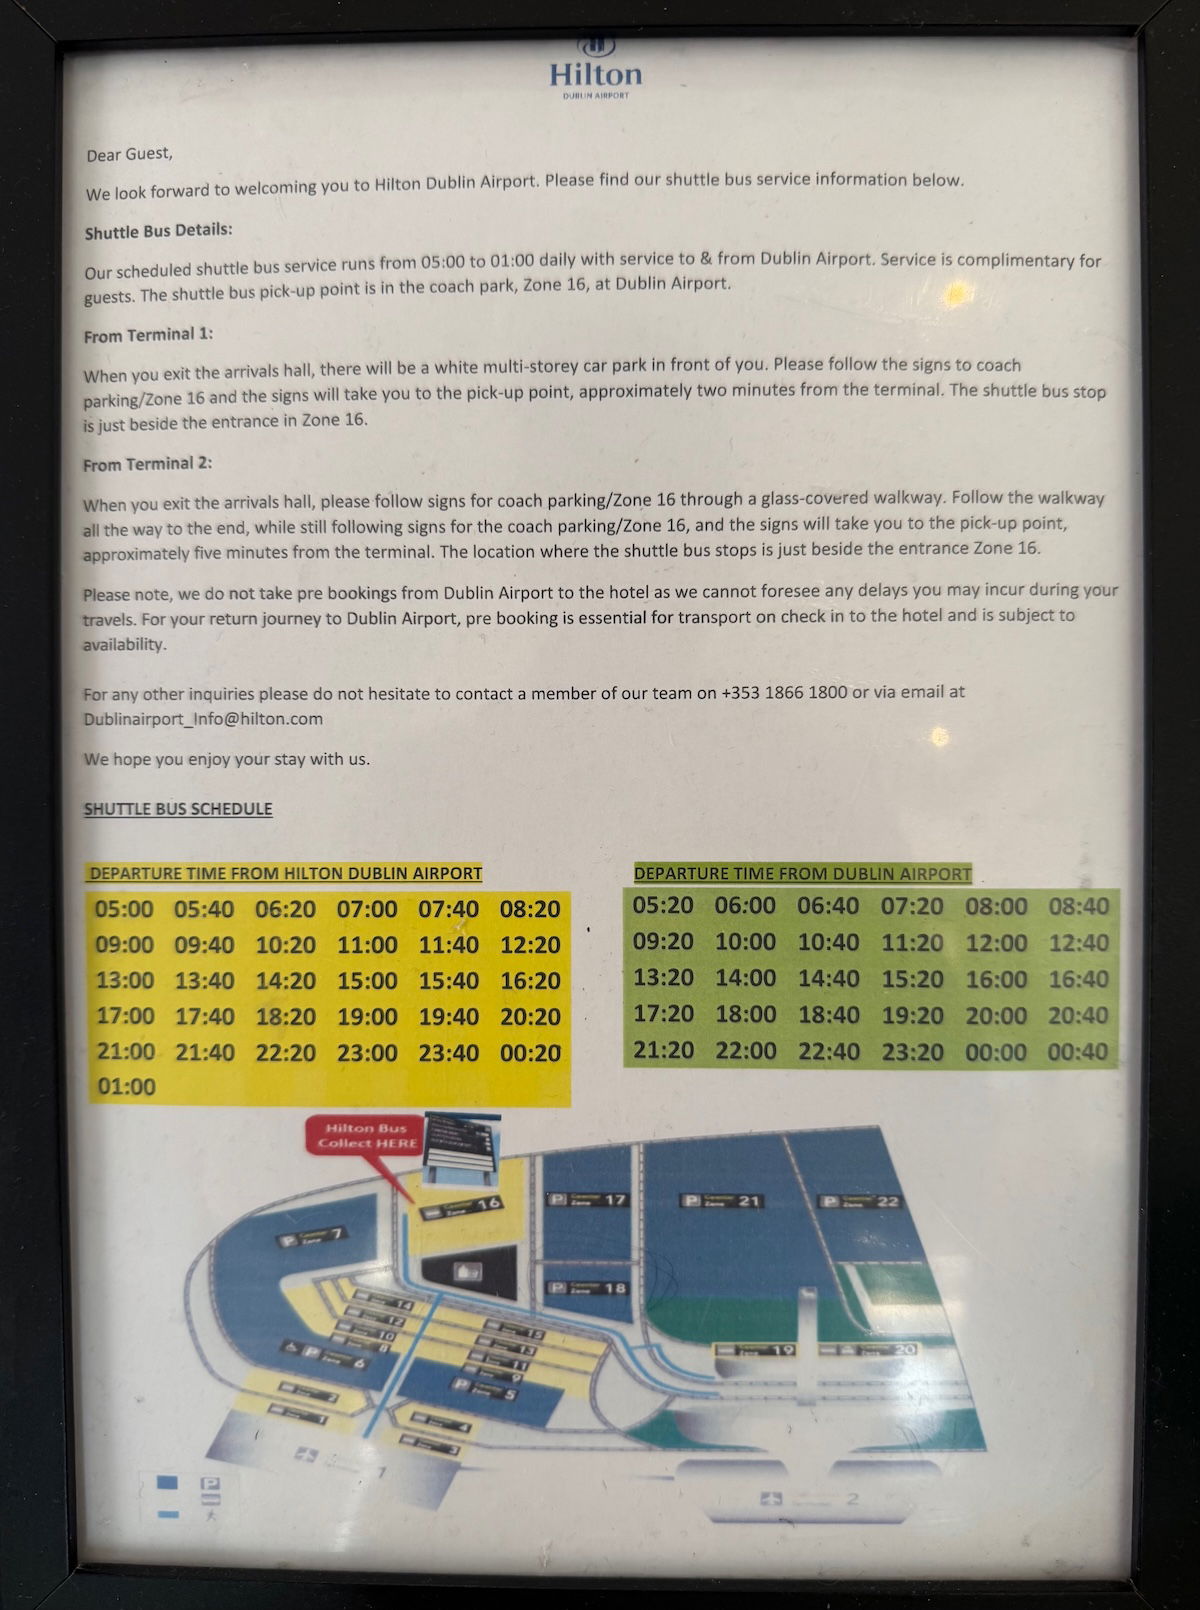 Hilton
DUBLIN AIRPORT
Dear Guest,
We look forward to welcoming you to Hilton Dublin Airport. Please find our shuttle bus service information below.
Shuttle Bus Details:
Our scheduled shuttle bus service runs from 05:00 to 01:00 daily with service to & from Dublin Airport. Service is complimentary for
guests. The shuttle bus pick-up point is in the coach park, Zone 16, at Dublin Airport.
From Terminal 1:
When you exit the arrivals hall, there will be a white multi-storey car park in front of you. Please follow the signs to coach
parking/Zone 16 and the signs will take you to the pick-up point, approximately two minutes from the terminal. The shuttle bus stop
is just beside the entrance in Zone 16.
From Terminal 2:
When you exit the arrivals hall, please follow signs for coach parking/Zone 16 through a glass-covered walkway. Follow the walkway
all the way to the end, while still following signs for the coach parking/Zone 16, and the signs will take you to the pick-up point,
approximately five minutes from the terminal. The location where the shuttle bus stops is just beside the entrance Zone 16.
Please note, we do not take pre bookings from Dublin Airport to the hotel as we cannot foresee any delays you may incur during your
travels. For your return journey to Dublin Airport, pre booking is essential for transport on check in to the hotel and is subject to
availability.
For any other inquiries please do not hesitate to contact a member of our team on +353 1866 1800 or via email at
Dublinairport_Info@hilton.com
We hope you enjoy your stay with us.
SHUTTLE BUS SCHEDULE
DEPARTURE TIME FROM HILTON DUBLIN AIRPORT
05:00 05:40 06:20 07:00 07:40 08:20
09:00 09:40 10:20 11:00 11:40 12:20
13:00 13:40 14:20 15:00 15:40 16:20
17:00 17:40 18:20 19:00 19:40 20:20
21:00 21:40 22:20 23:00 23:40 00:20
01:00
DEPARTURE TIME FROM DUBLIN AIRPORT
05:20 06:00 06:40 07:20 08:00 08:40
09:20 10:00 10:40 11:20 12:00 12:40
13:20 14:00 14:40 15:20 16:00 16:40
17:20 18:00 18:40 19:20 20:00 20:40
21:20 22:00 22:40 23:20 00:00 00:40
Hilton Bus
Collect HERE
Zone 16
P Zone 17
P Zone 21
P Zone 22
P Zone 7
P Zone 18
14
12
10
8
P Zone 6
15
13
11
9
P Zone 5
19
Zone 20
2
1
4
3
1
2
P